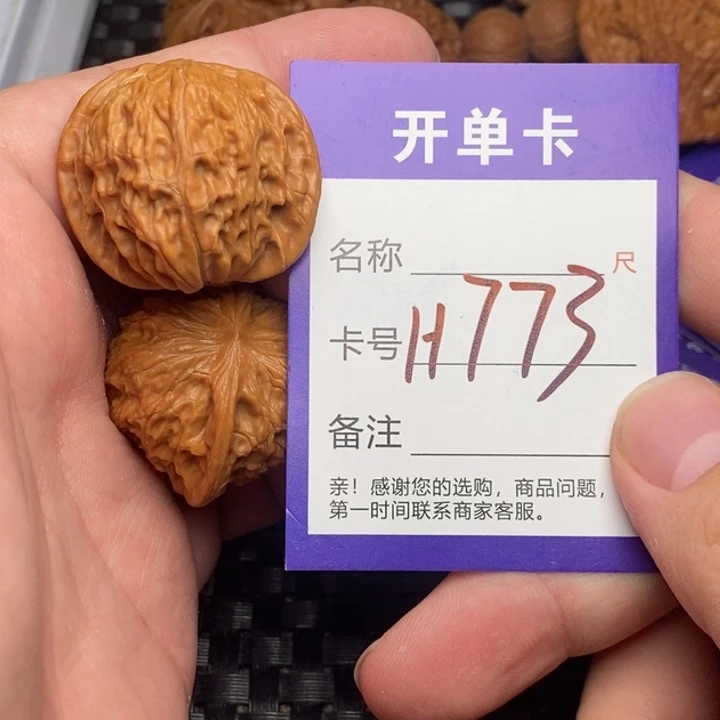 开单卡
名称 尺
卡号 H773
备注
亲！感谢您的选购，商品问题，
第一时间联系商家客服。